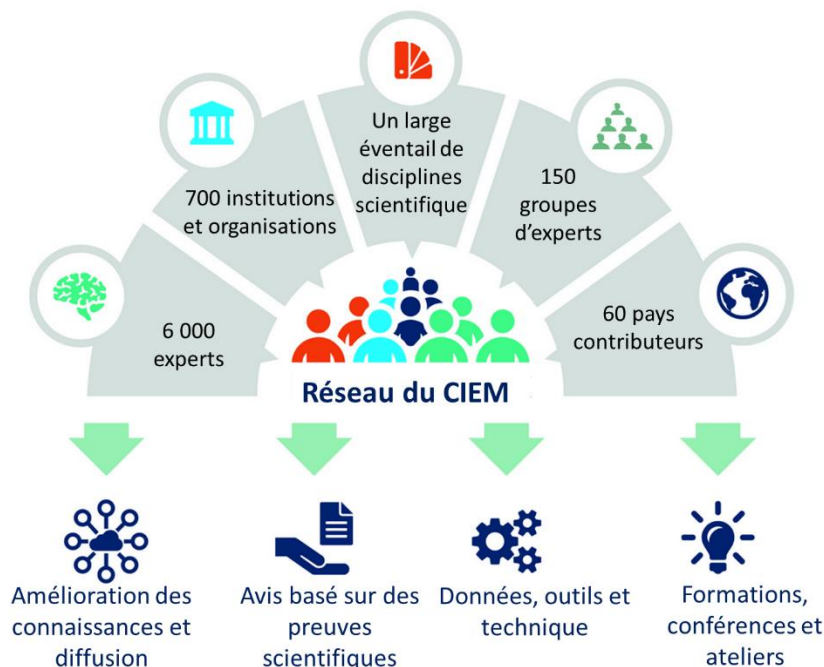 Un large
éventail de
disciplines
scientifique
700 institutions
et organisations
150
groupes
d'experts
6 000
experts
60 pays
contributeurs
Réseau du CIEM
Amélioration des
connaissances et
diffusion
Avis basé sur des
preuves
scientifiques
Données, outils et
technique
Formations,
conférences et
ateliers